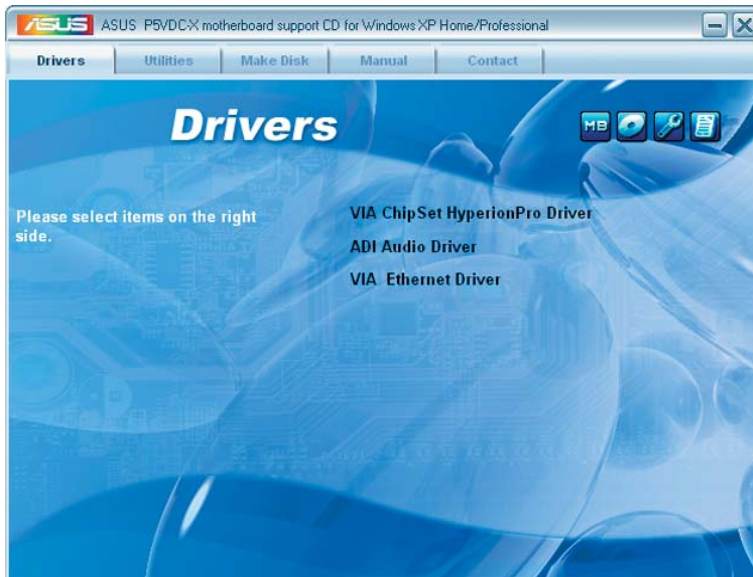 ASUS ASUS P5VDC-X motherboard support CD for Windows XP Home/Professional
Drivers Utilities Make Disk Manual Contact
Drivers
MB
Please select items on the right
side.
VIA ChipSet HyperionPro Driver
ADI Audio Driver
VIA Ethernet Driver